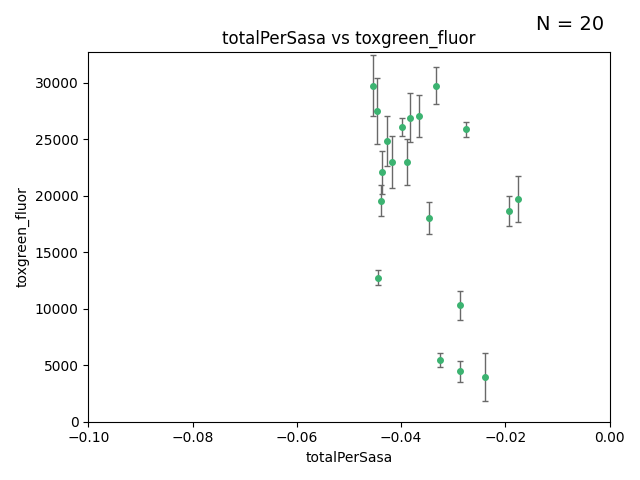 N = 20
totalPerSasa vs toxgreen_fluor
30000
25000
20000
15000
10000
5000
0
toxgreen_fluor
−0.10 −0.08 −0.06 −0.04 −0.02 0.00
totalPerSasa